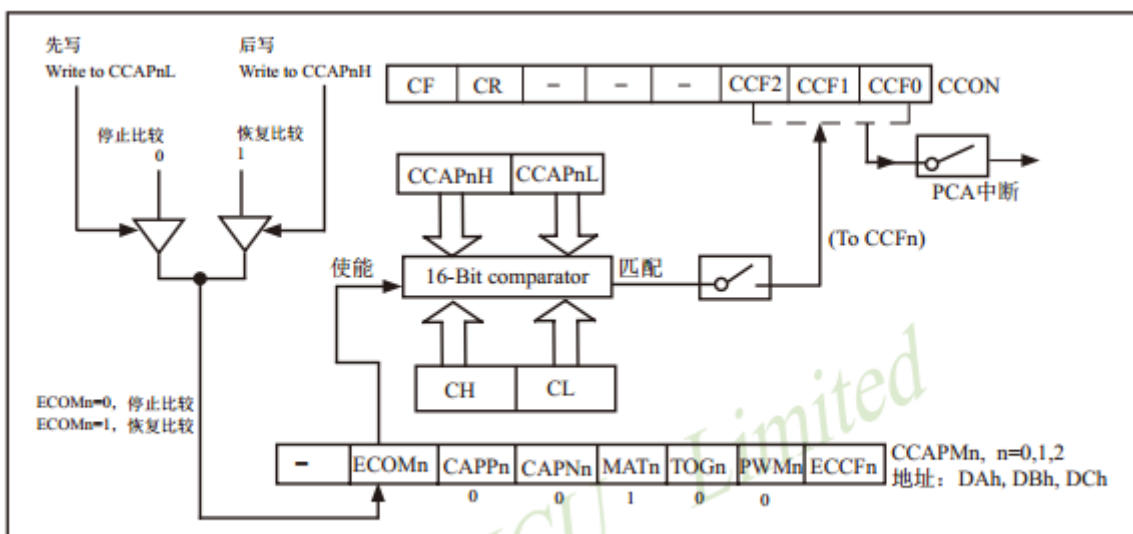 先写
Write to CCAPnL
后写
Write to CCAPnH
停止比较
0
恢复比较
1
CF CR – – – CCF2 CCF1 CCF0 CCON
CCAPnH CCAPnL
PCA中断
(To CCFn)
使能
16-Bit comparator
匹配
CH CL
ECOMn=0, 停止比较
ECOMn=1, 恢复比较
– ECOMn CAPPn CAPNn MATn TOGn PWMn ECCFn
0 0 1 0 0
CCAPMn, n=0,1,2
地址: DAh, DBh, DCh
Limited